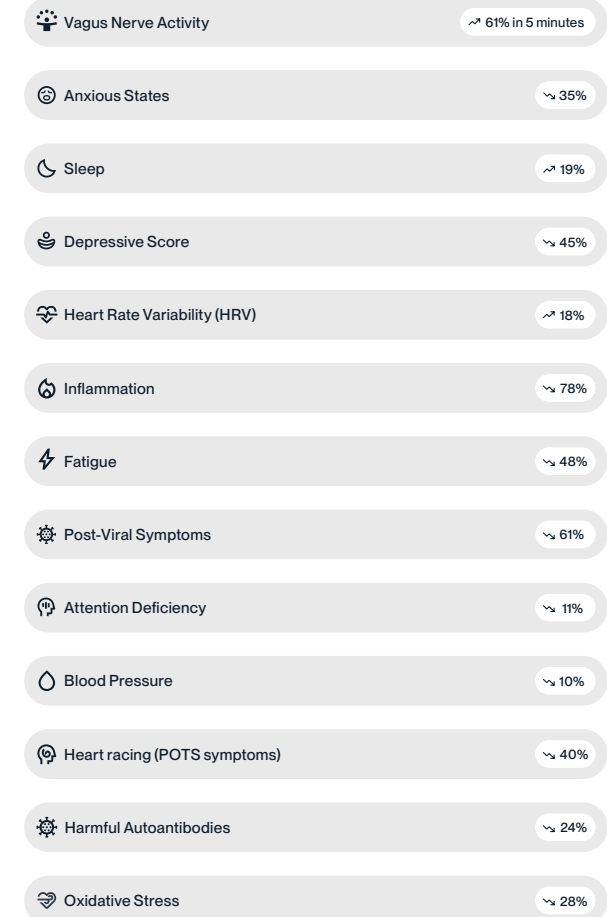 Vagus Nerve Activity 61% in 5 minutes
Anxious States 35%
Sleep 19%
Depressive Score 45%
Heart Rate Variability (HRV) 18%
Inflammation 78%
Fatigue 48%
Post-Viral Symptoms 61%
Attention Deficiency 11%
Blood Pressure 10%
Heart racing (POTS symptoms) 40%
Harmful Autoantibodies 24%
Oxidative Stress 28%